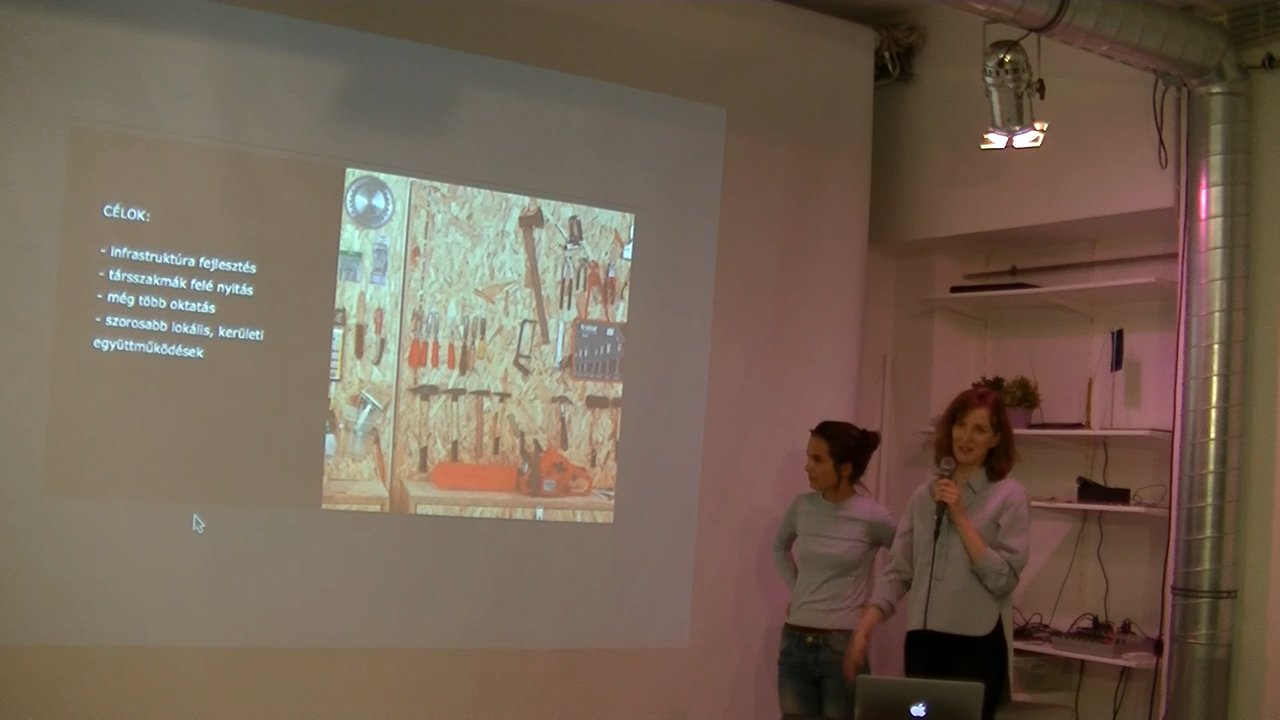 CÉLOK:
- infrastruktúra fejlesztés
- társszakmák felé nyitás
- még több oktatás
- szorosabb lokális, kerületi
együttműködések